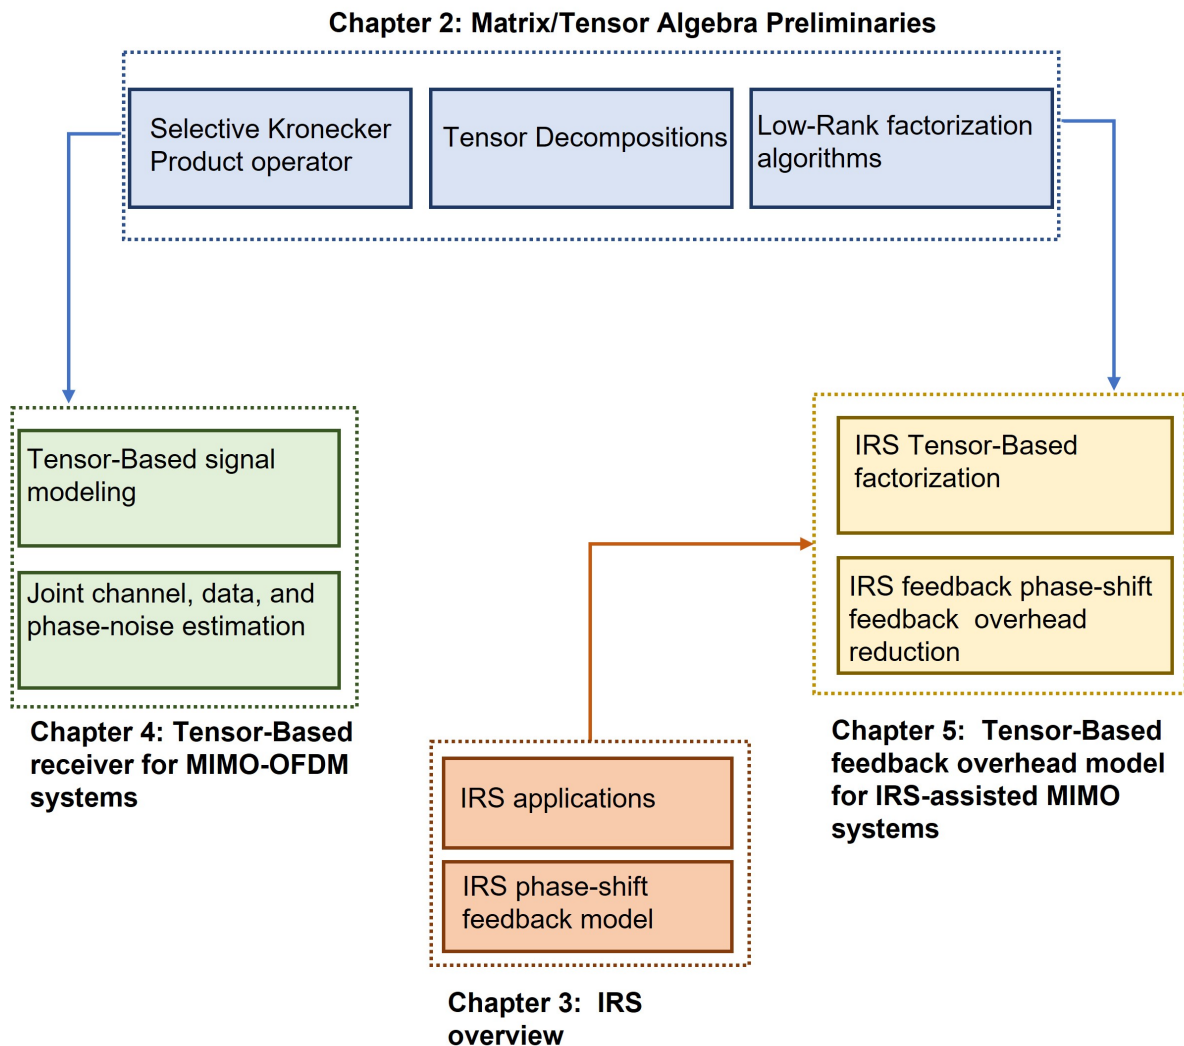 Chapter 2: Matrix/Tensor Algebra Preliminaries
Selective Kronecker
Product operator
Tensor Decompositions
Low-Rank factorization
algorithms
Tensor-Based signal
modeling
Joint channel, data, and
phase-noise estimation
Chapter 4: Tensor-Based
receiver for MIMO-OFDM
systems
IRS Tensor-Based
factorization
IRS feedback phase-shift
feedback overhead
reduction
Chapter 5: Tensor-Based
feedback overhead model
for IRS-assisted MIMO
systems
IRS applications
IRS phase-shift
feedback model
Chapter 3: IRS
overview